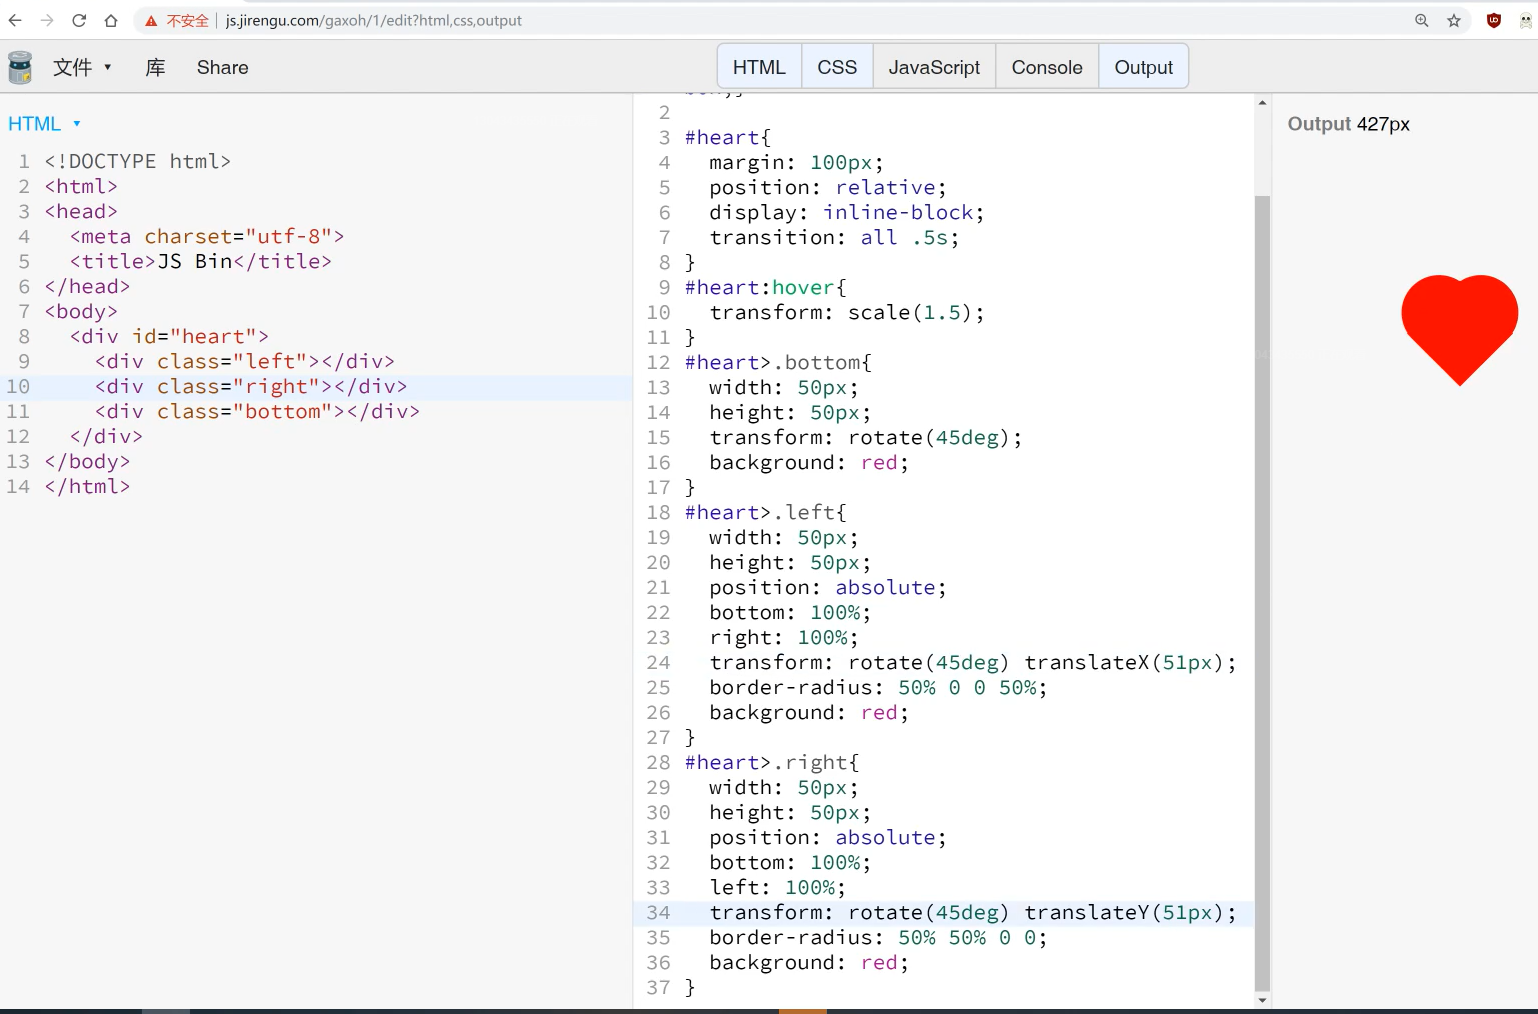 不安全 js.jirengu.com/gaxoh/1/edit?html,css,output
文件 库 Share HTML CSS JavaScript Console Output
HTML
1 <!DOCTYPE html>
2 <html>
3 <head>
4 <meta charset="utf-8">
5 <title>JS Bin</title>
6 </head>
7 <body>
8 <div id="heart">
9 <div class="left"></div>
10 <div class="right"></div>
11 <div class="bottom"></div>
12 </div>
13 </body>
14 </html>
2
3 #heart{
4 margin: 100px;
5 position: relative;
6 display: inline-block;
7 transition: all .5s;
8 }
9 #heart:hover{
10 transform: scale(1.5);
11 }
12 #heart>.bottom{
13 width: 50px;
14 height: 50px;
15 transform: rotate(45deg);
16 background: red;
17 }
18 #heart>.left{
19 width: 50px;
20 height: 50px;
21 position: absolute;
22 bottom: 100%;
23 right: 100%;
24 transform: rotate(45deg) translateX(51px);
25 border-radius: 50% 0 0 50%;
26 background: red;
27 }
28 #heart>.right{
29 width: 50px;
30 height: 50px;
31 position: absolute;
32 bottom: 100%;
33 left: 100%;
34 transform: rotate(45deg) translateY(51px);
35 border-radius: 50% 50% 0 0;
36 background: red;
37 }
Output 427px